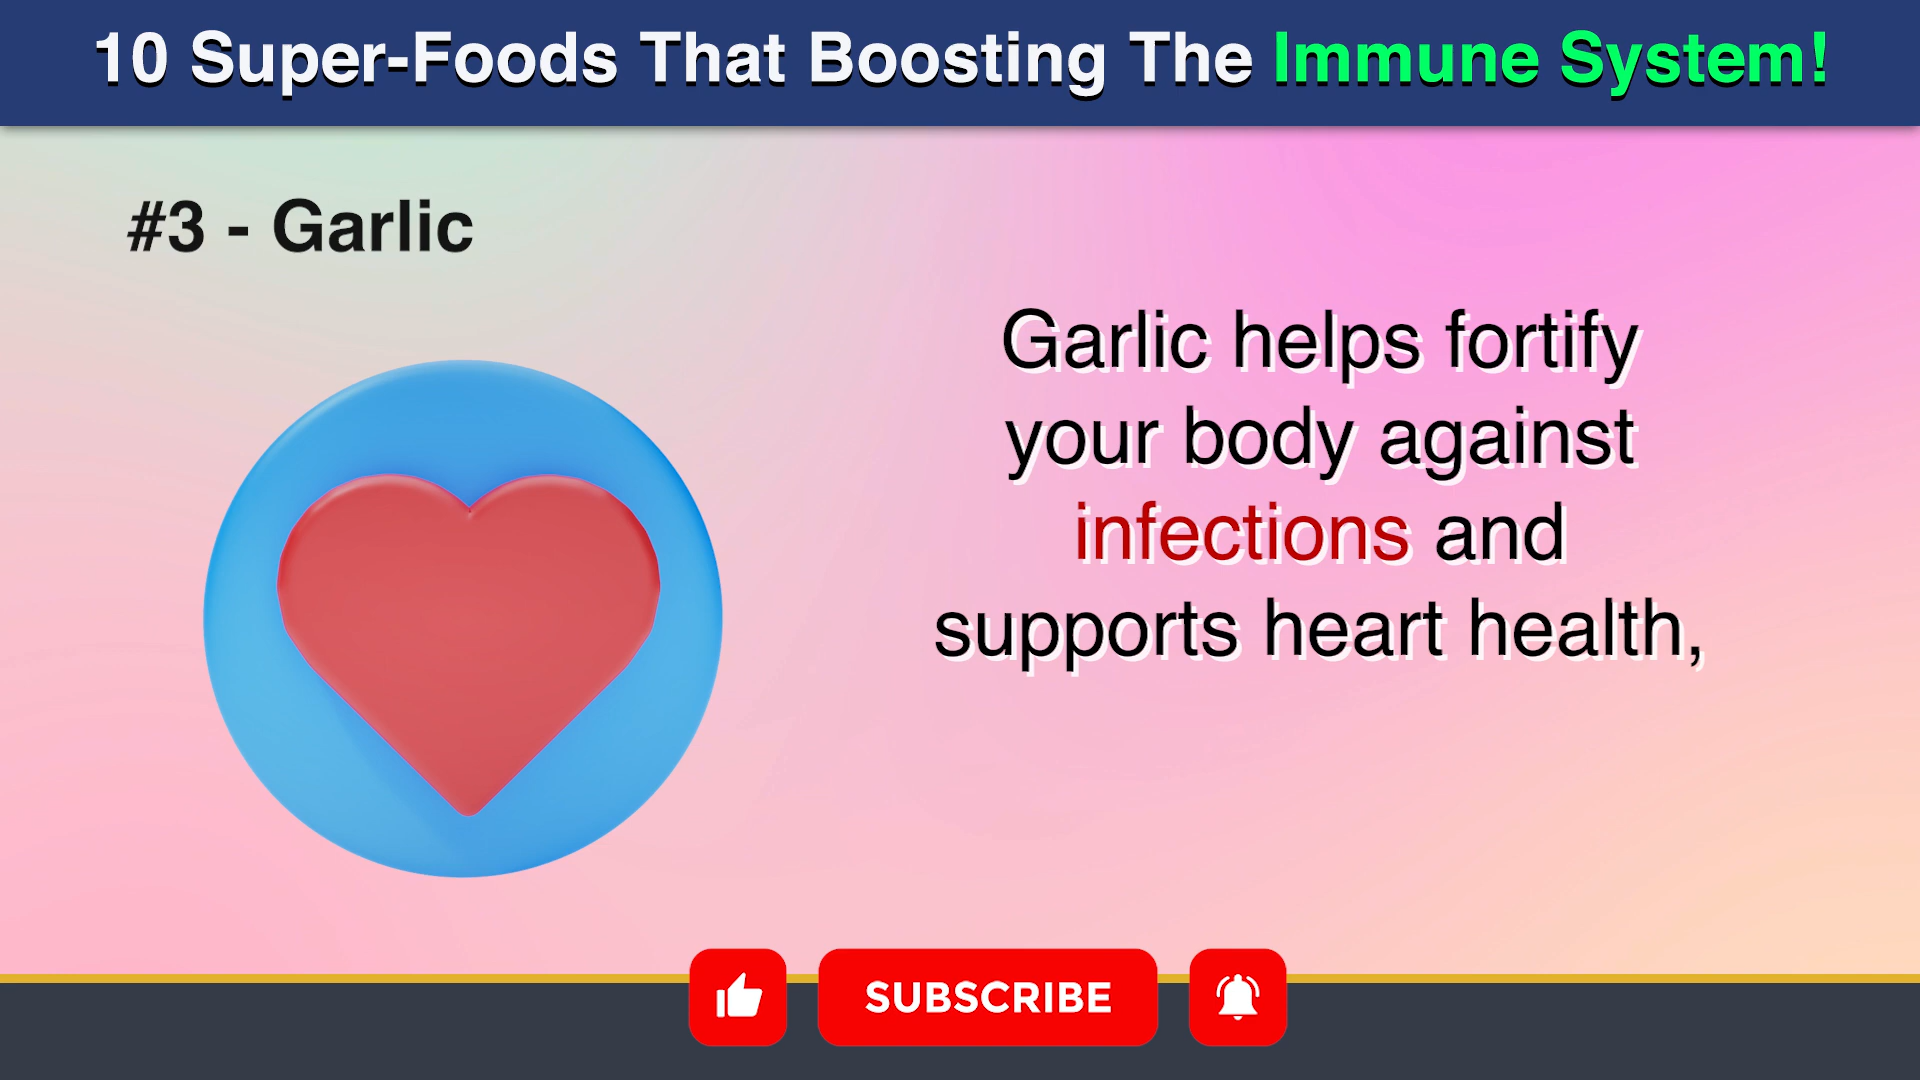 10 Super-Foods That Boosting The Immune System!
#3 - Garlic
Garlic helps fortify
your body against
infections and
supports heart health,
SUBSCRIBE